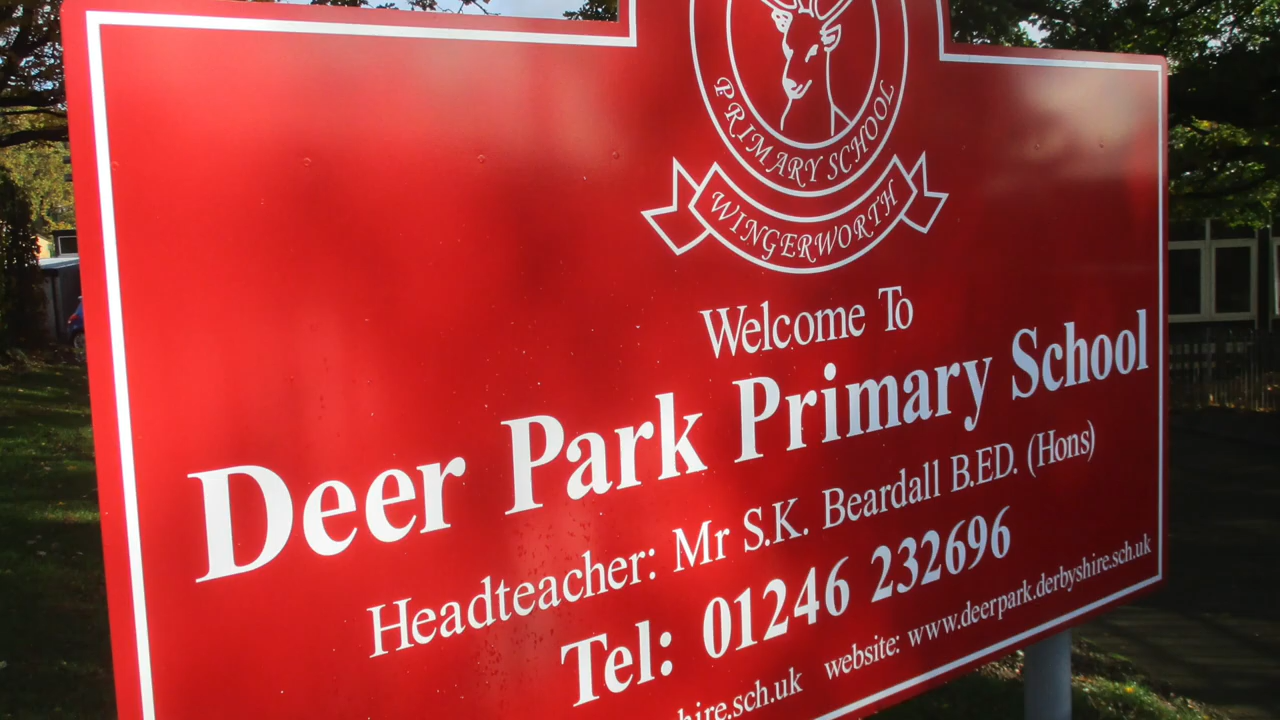 PRIMARY SCHOOL
WINGERWORTH
Welcome To
Deer Park Primary School
Headteacher: Mr S.K. Beardall B.ED. (Hons)
Tel: 01246 232696
hire.sch.uk website: www.deerpark.derbyshire.sch.uk